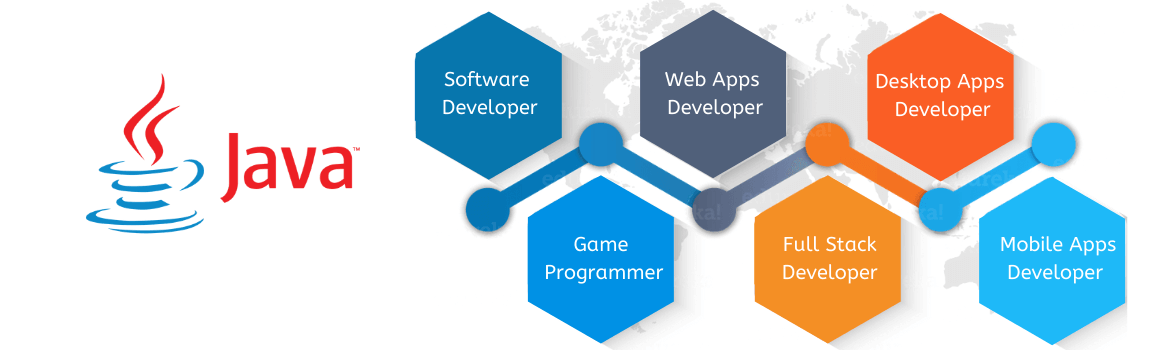 Java™
Software
Developer
Web Apps
Developer
Desktop Apps
Developer
Game
Programmer
Full Stack
Developer
Mobile Apps
Developer